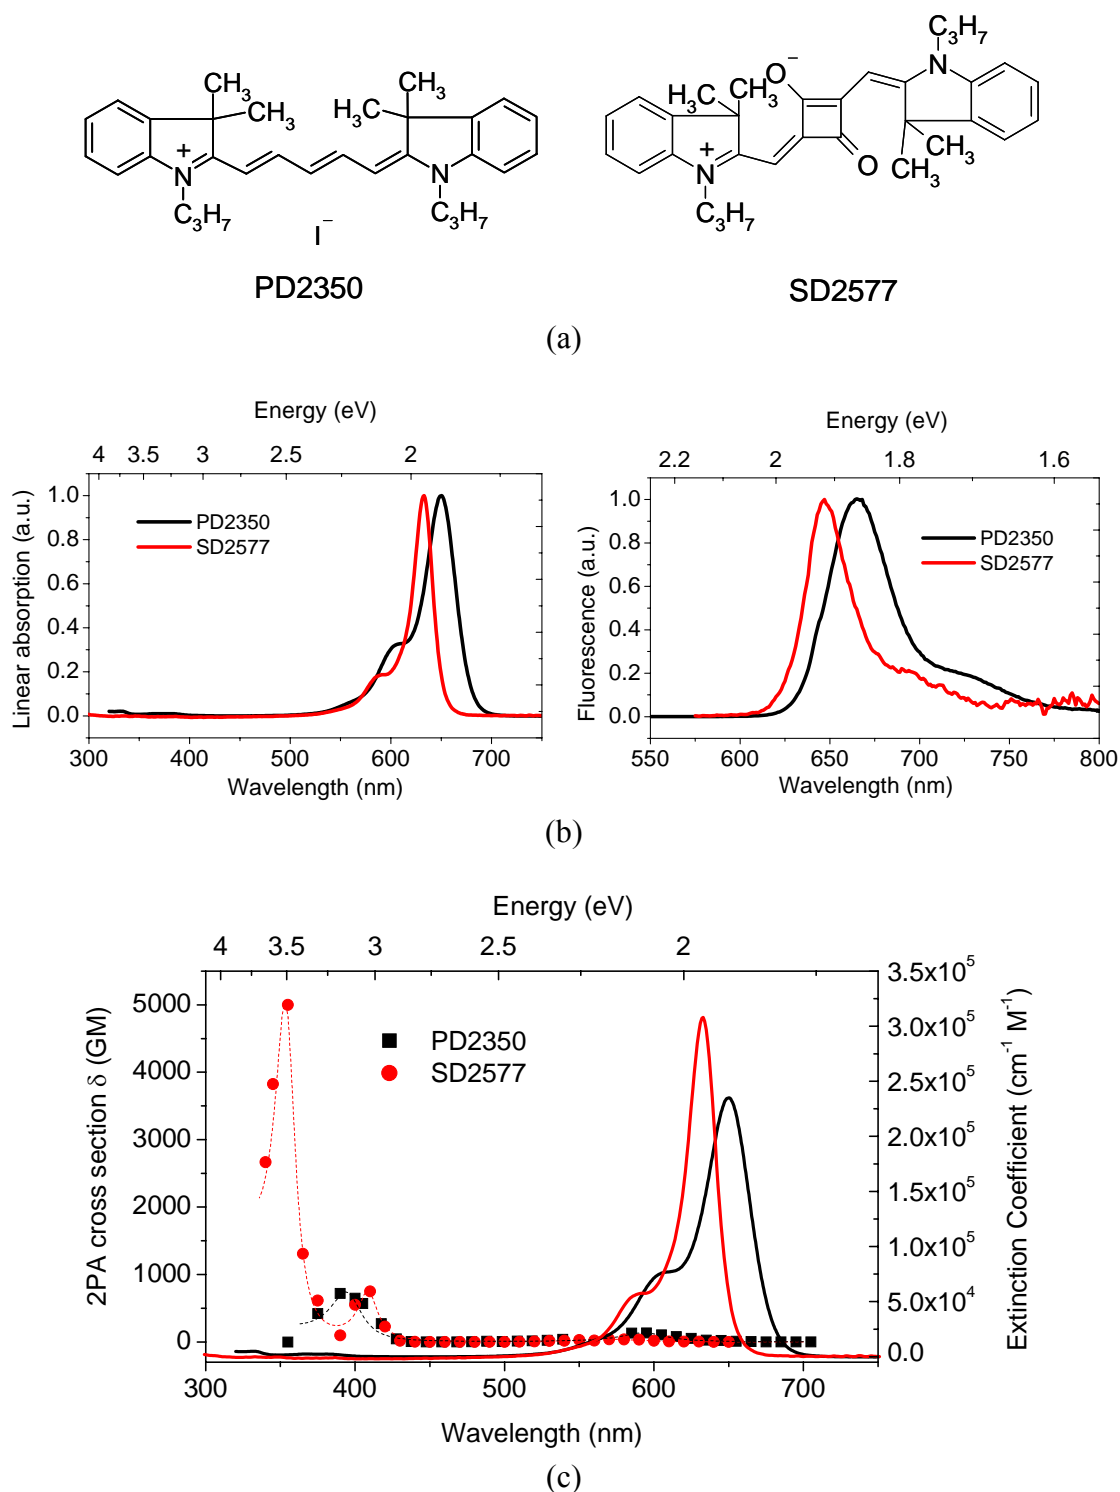 C3H7
CH3 H3C CH3 O− N
CH3 H3C CH3 H3C
+ N N + N O CH3 CH3
C3H7 C3H7 C3H7
I−
PD2350 SD2577
(a)
Energy (eV)
4 3.5 3 2.5 2
Linear absorption (a.u.)
1.0
0.8
0.6
0.4
0.2
0.0
PD2350
SD2577
300 400 500 600 700
Wavelength (nm)
Energy (eV)
2.2 2 1.8 1.6
Fluorescence (a.u.)
1.0
0.8
0.6
0.4
0.2
0.0
PD2350
SD2577
550 600 650 700 750 800
Wavelength (nm)
(b)
Energy (eV)
4 3.5 3 2.5 2
2PA cross section δ (GM)
5000
4000
3000
2000
1000
0
PD2350
SD2577
3.5x10^5
3.0x10^5
2.5x10^5
2.0x10^5
1.5x10^5
1.0x10^5
5.0x10^4
0.0
Extinction Coefficient (cm^-1 M^-1)
300 400 500 600 700
Wavelength (nm)
(c)